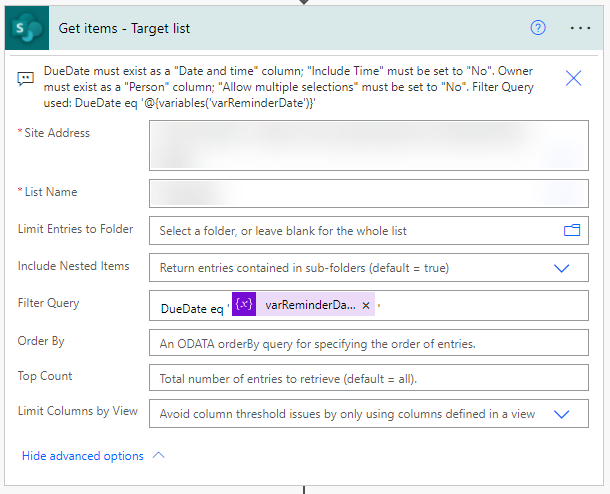 Get items - Target list
DueDate must exist as a "Date and time" column; "Include Time" must be set to "No". Owner
must exist as a "Person" column; "Allow multiple selections" must be set to "No". Filter Query
used: DueDate eq '@{variables('varReminderDate')}'
* Site Address
* List Name
Limit Entries to Folder Select a folder, or leave blank for the whole list
Include Nested Items Return entries contained in sub-folders (default = true)
Filter Query DueDate eq ' {x} varReminderDa... × '
Order By An ODATA orderBy query for specifying the order of entries.
Top Count Total number of entries to retrieve (default = all).
Limit Columns by View Avoid column threshold issues by only using columns defined in a view
Hide advanced options